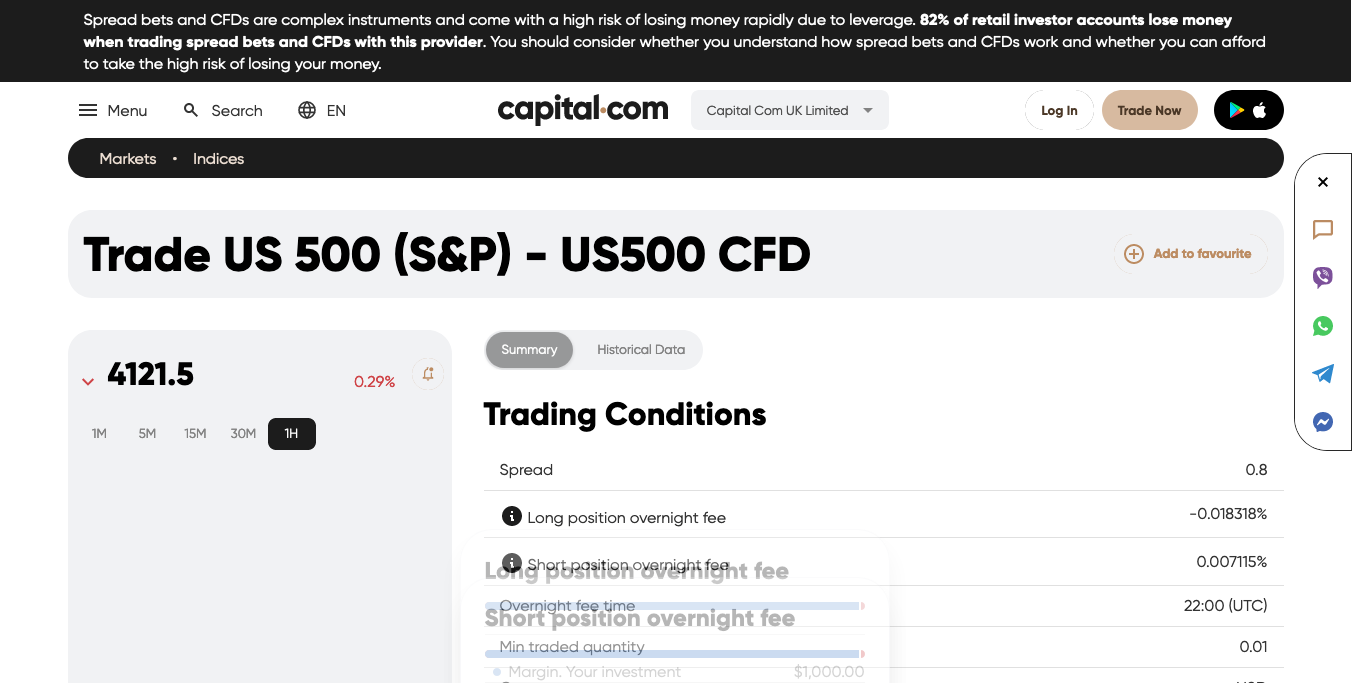 Spread bets and CFDs are complex instruments and come with a high risk of losing money rapidly due to leverage. 82% of retail investor accounts lose money
when trading spread bets and CFDs with this provider. You should consider whether you understand how spread bets and CFDs work and whether you can afford
to take the high risk of losing your money.
Menu Search EN capital.com Capital Com UK Limited Log In Trade Now
Markets • Indices
Trade US 500 (S&P) - US500 CFD Add to favourite
4121.5 0.29%
1M 5M 15M 30M 1H
Summary Historical Data
Trading Conditions
Spread 0.8
Long position overnight fee -0.018318%
Short position overnight fee 0.007115%
Long position overnight fee
Overnight fee time 22:00 (UTC)
Short position overnight fee
Min traded quantity 0.01
Margin. Your investment $1,000.00